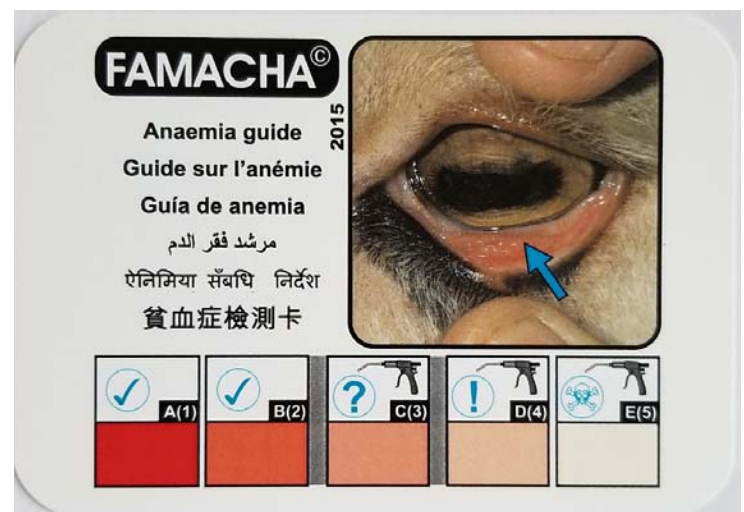 FAMACHA©
2015
Anaemia guide
Guide sur l'anémie
Guía de anemia
مرشد فقر الدم
ऐनिमिया सँबधि निर्देश
貧血症檢測卡
A(1)
B(2)
? C(3)
! D(4)
E(5)